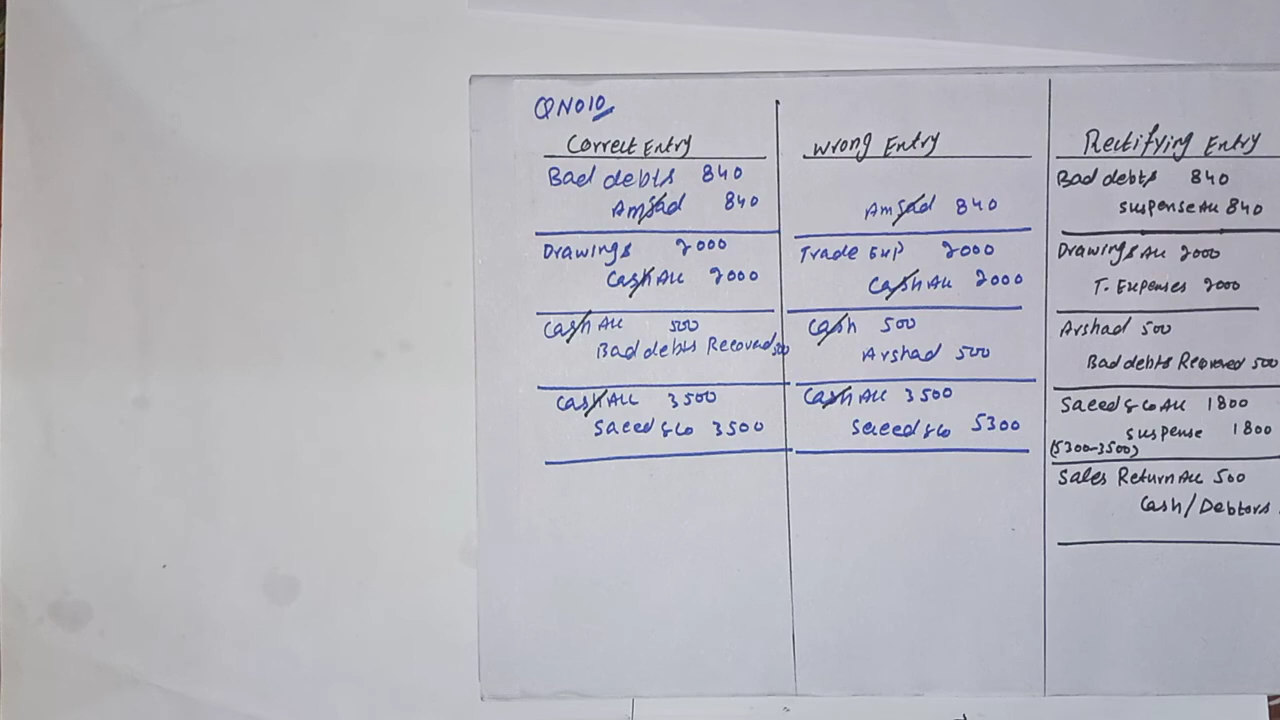 QNO10
Correct Entry
Bad debts 840
Amjad 840
Drawings 2000
Cash A/c 2000
Cash A/c 500
Bad debts Recovered 500
Cash A/c 3500
Saeed & Co 3500
Wrong Entry
Amjad 840
Trade Exp 2000
Cash A/c 2000
Cash 500
Arshad 500
Cash A/c 3500
Saeed & Co 5300
Rectifying Entry
Bad debts 840
Suspense A/c 840
Drawings A/c 2000
T. Expenses 2000
Arshad 500
Bad debts Recovered 500
Saeed & Co A/c 1800
Suspense 1800
(5300-3500)
Sales Return A/c 500
Cash/Debtors